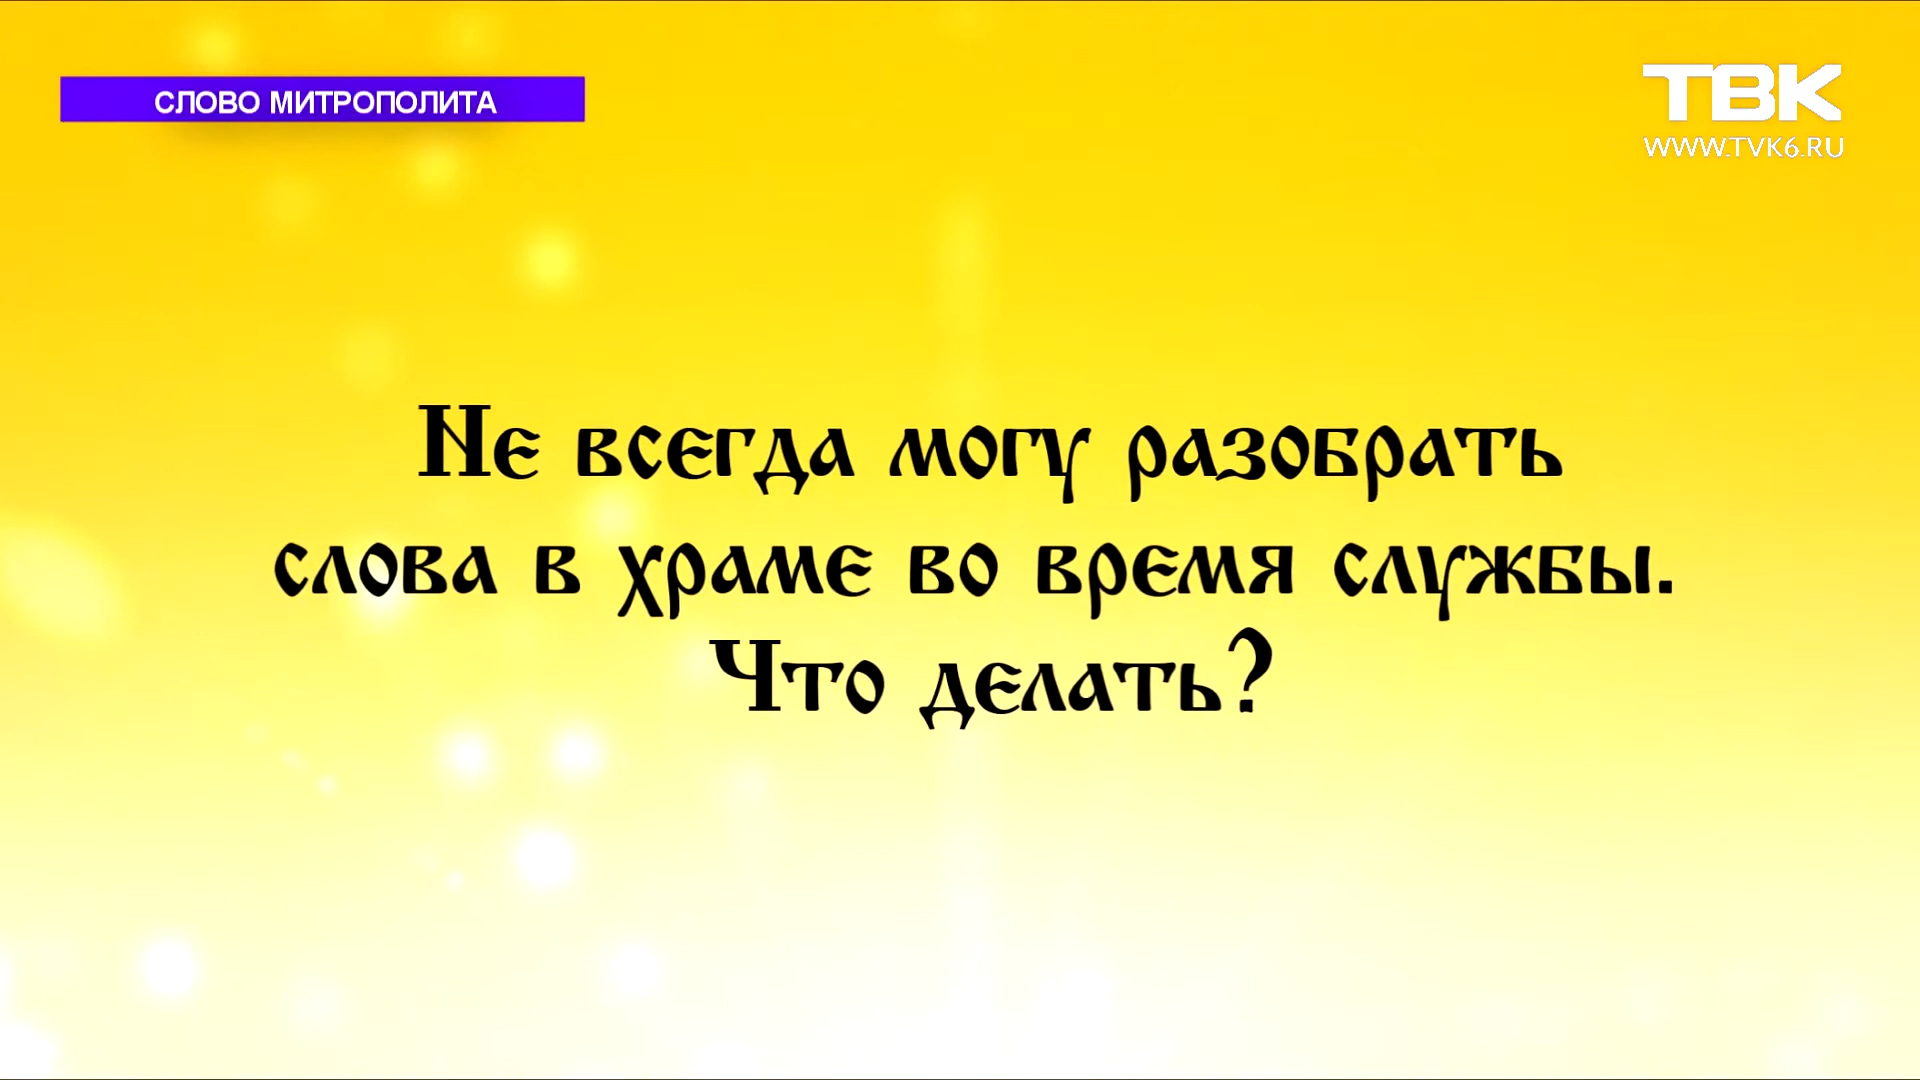 СЛОВО МИТРОПОЛИТА
ТВК
WWW.TVK6.RU
Не всегда могу разобрать
слова в храме во время службы.
Что делать?